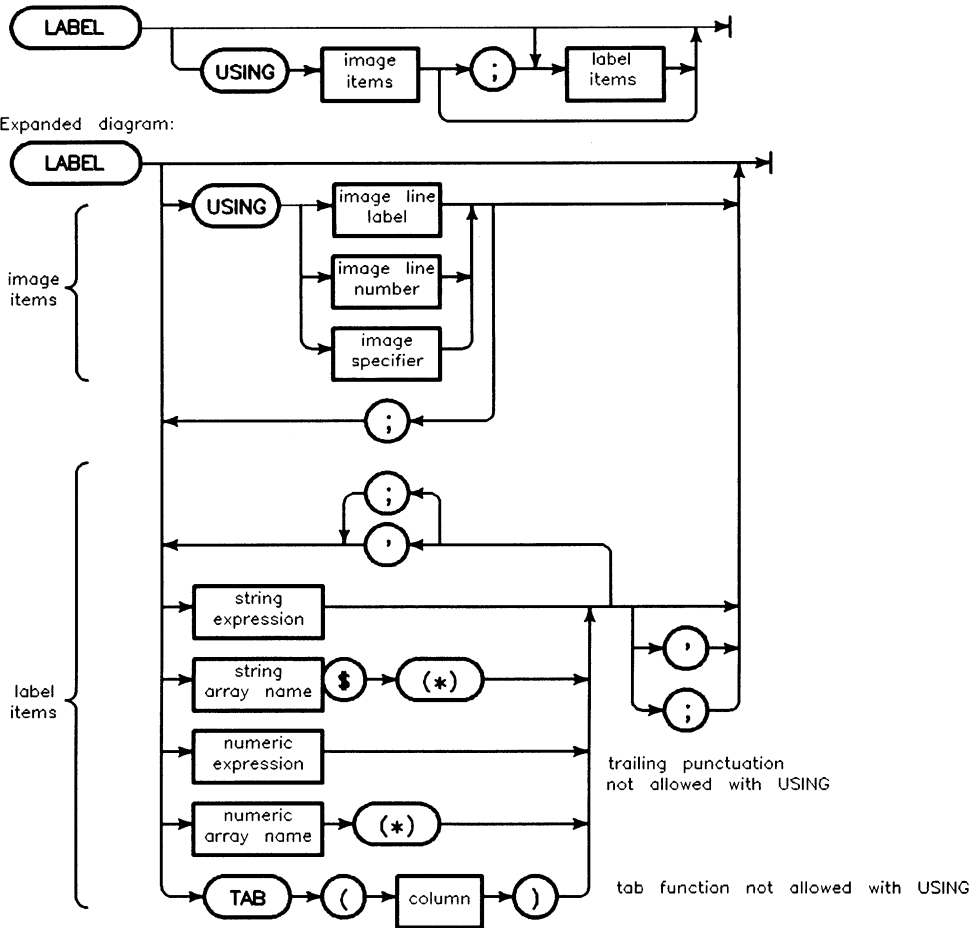 LABEL
USING
image
items
;
label
items
Expanded diagram:
LABEL
USING
image line
label
image line
number
image
specifier
image
items
;
;
,
string
expression
,
string
array name
$
(*)
;
label
items
numeric
expression
trailing punctuation
not allowed with USING
numeric
array name
(*)
TAB
(
column
)
tab function not allowed with USING